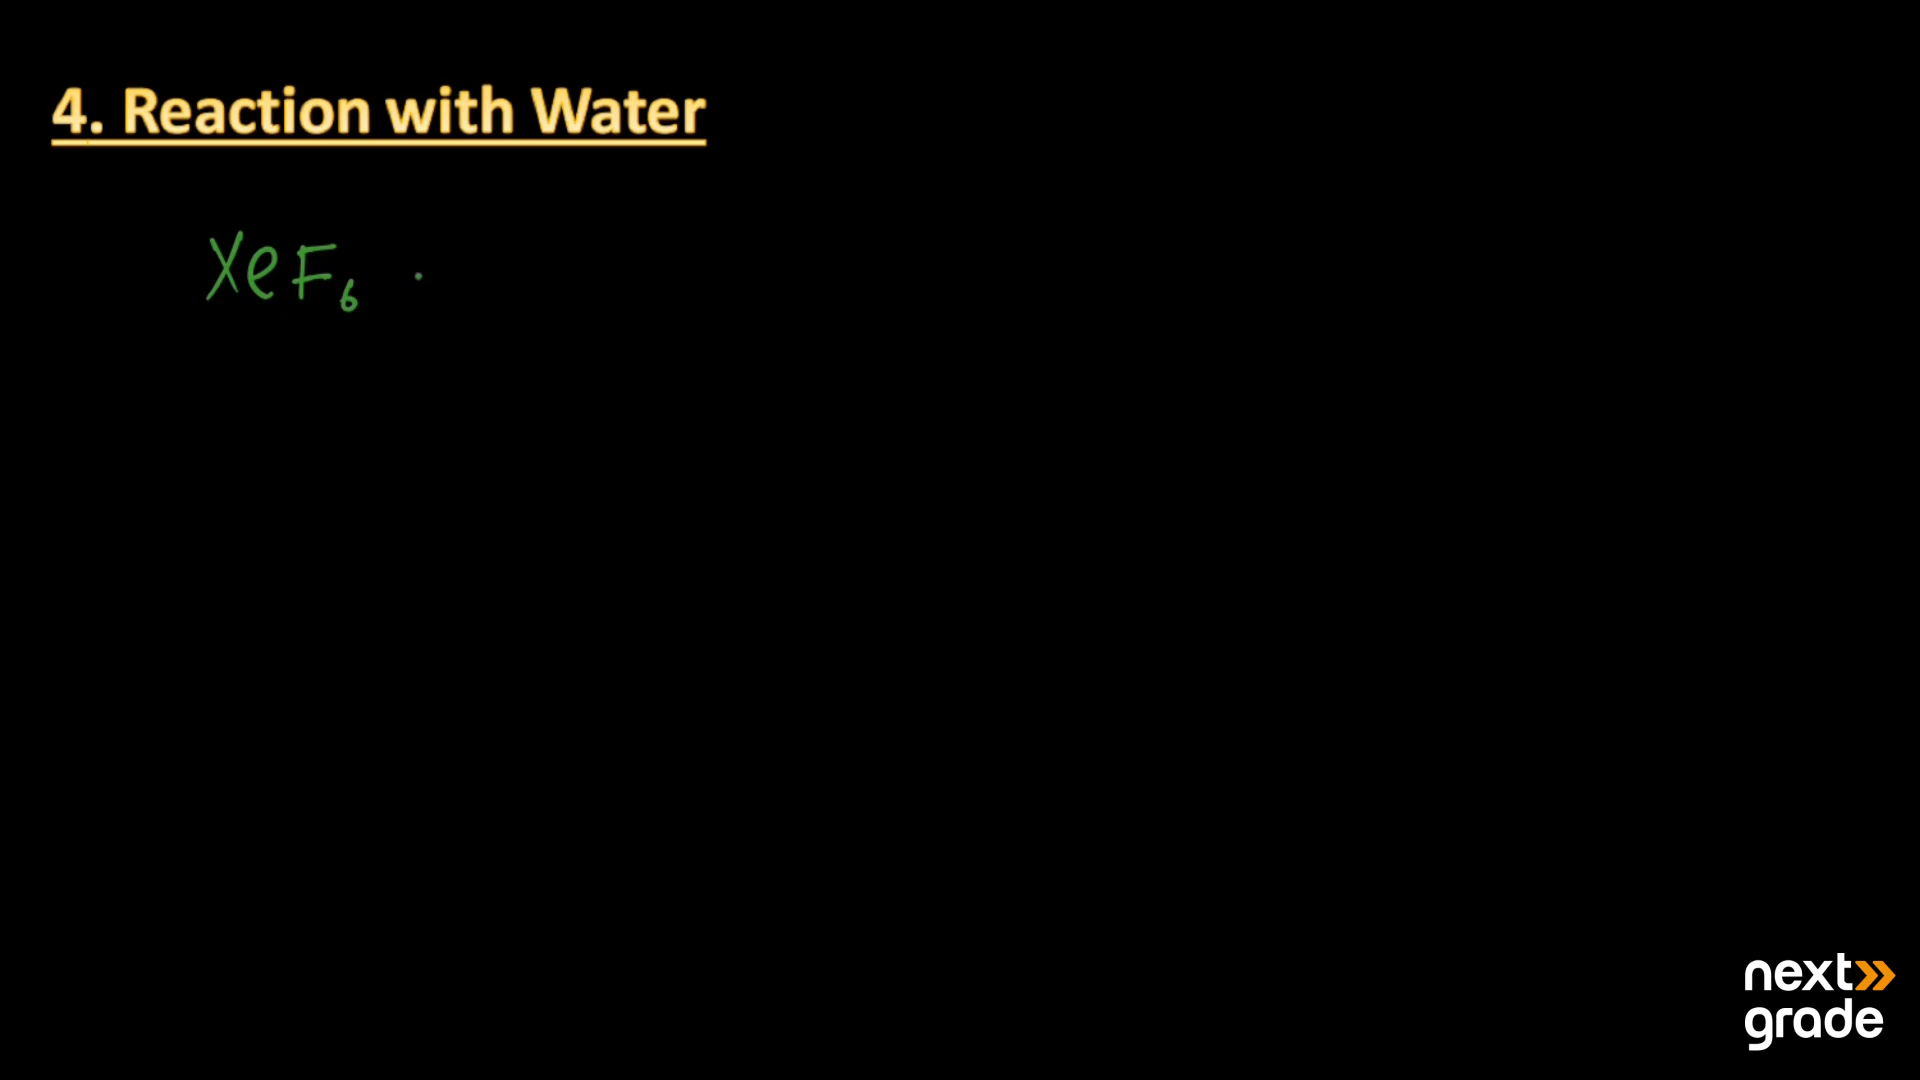 4. Reaction with Water
XeF₆ ·
next
grade